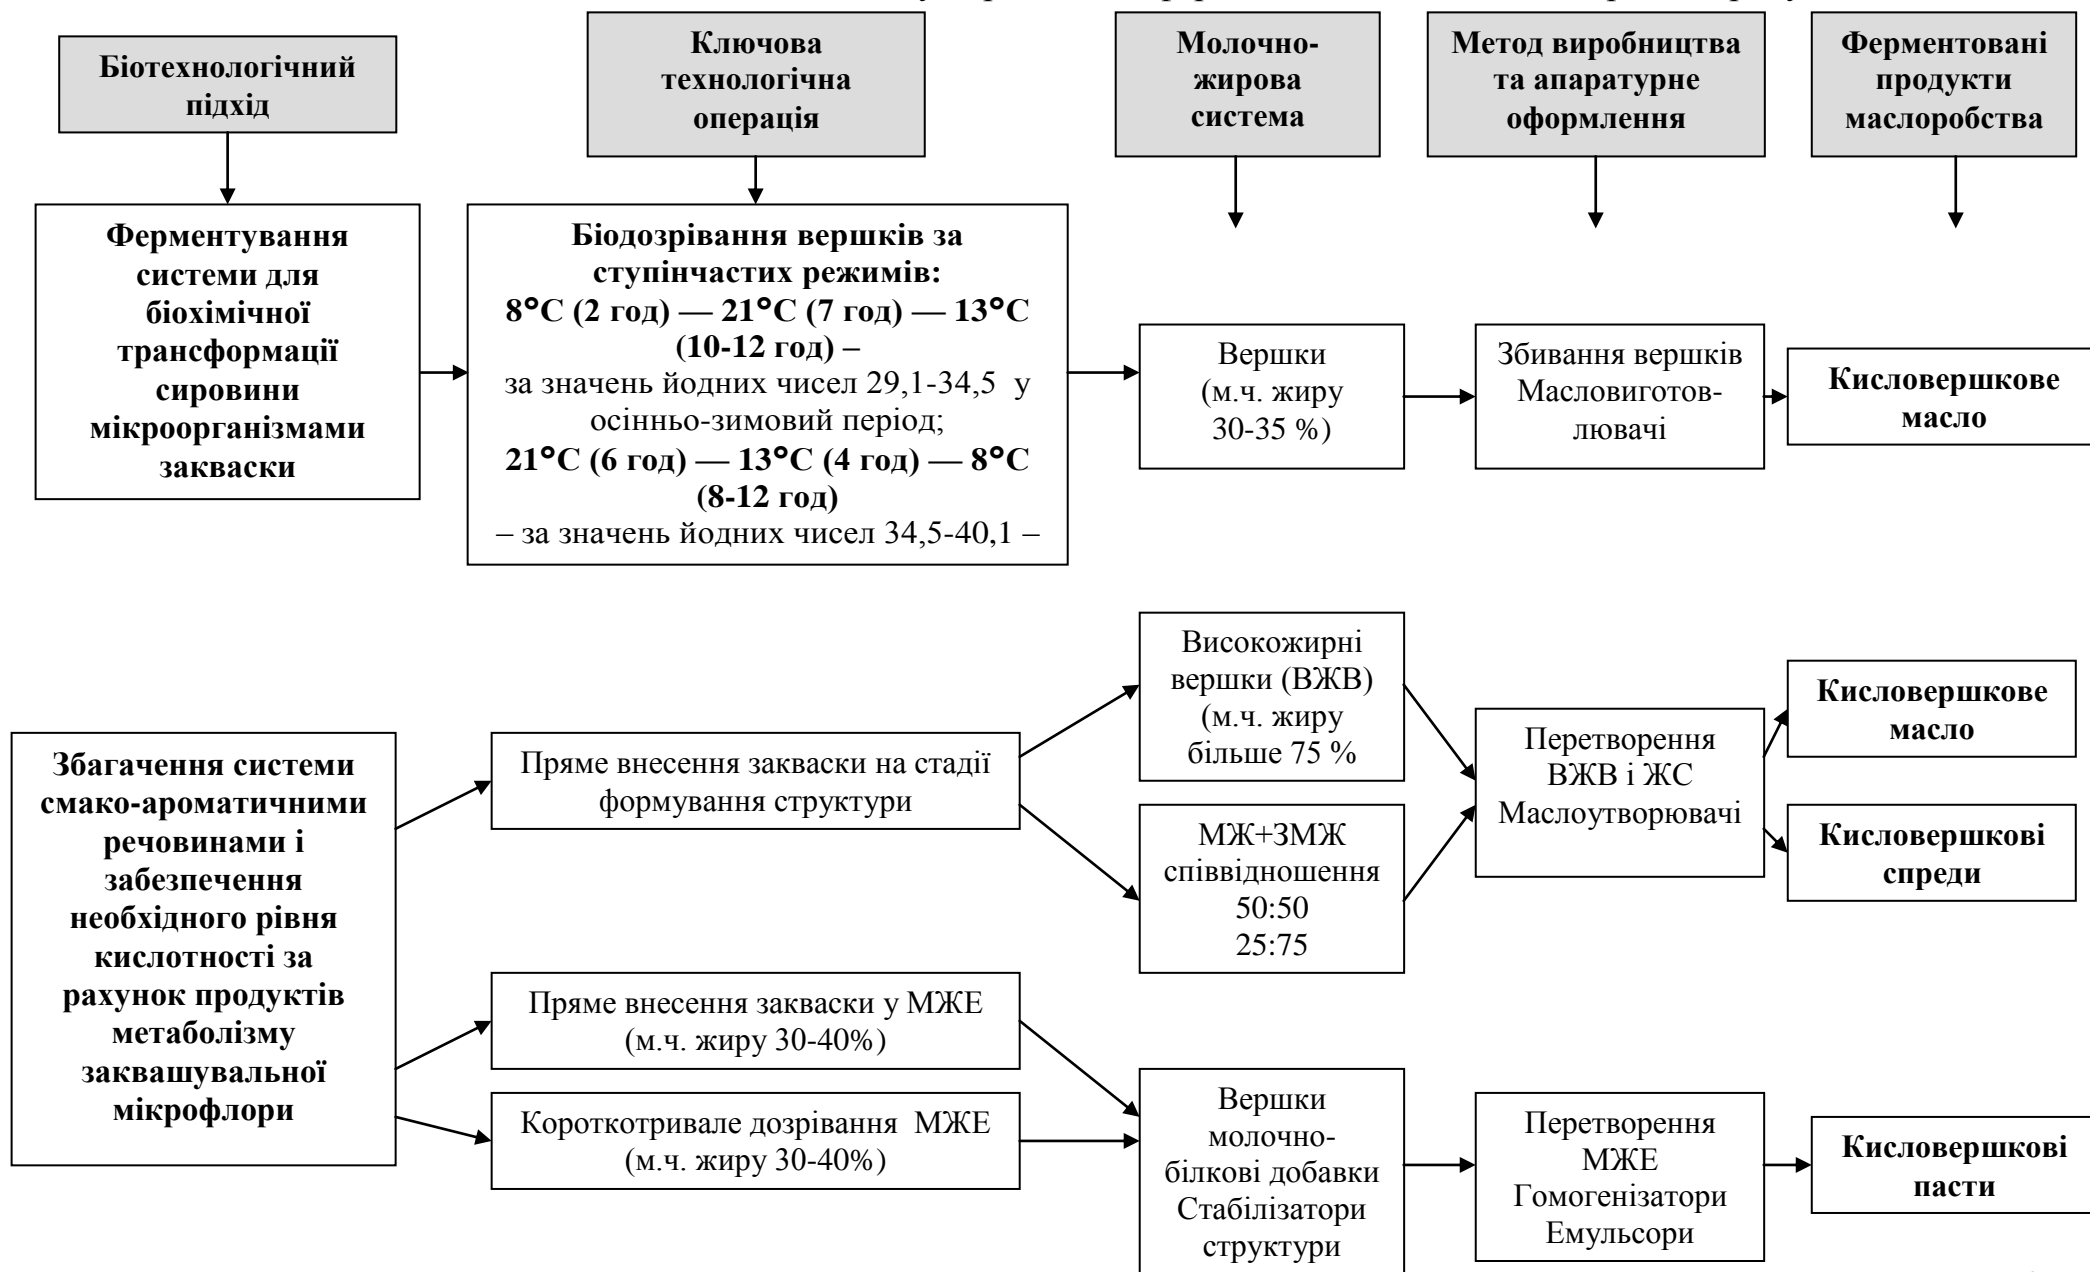 Біотехнологічний
підхід
Ключова
технологічна
операція
Молочно-
жирова
система
Метод виробництва
та апаратурне
оформлення
Ферментовані
продукти
маслоробства
Ферментування
системи для
біохімічної
трансформації
сировини
мікроорганізмами
закваски
Біодозрівання вершків за
ступінчастих режимів:
8°С (2 год) — 21°С (7 год) — 13°С
(10-12 год) –
за значень йодних чисел 29,1-34,5 у
осінньо-зимовий період;
21°С (6 год) — 13°С (4 год) — 8°С
(8-12 год)
– за значень йодних чисел 34,5-40,1 –
Вершки
(м.ч. жиру
30-35 %)
Збивання вершків
Масловиготов-
лювачі
Кисловершкове
масло
Збагачення системи
смако-ароматичними
речовинами і
забезпечення
необхідного рівня
кислотності за
рахунок продуктів
метаболізму
заквашувальної
мікрофлори
Пряме внесення закваски на стадії
формування структури
Високожирні
вершки (ВЖВ)
(м.ч. жиру
більше 75 %
МЖ+ЗМЖ
співвідношення
50:50
25:75
Перетворення
ВЖВ і ЖС
Маслоутворювачі
Кисловершкове
масло
Кисловершкові
спреди
Пряме внесення закваски у МЖЕ
(м.ч. жиру 30-40%)
Короткотривале дозрівання МЖЕ
(м.ч. жиру 30-40%)
Вершки
молочно-
білкові добавки
Стабілізатори
структури
Перетворення
МЖЕ
Гомогенізатори
Емульсори
Кисловершкові
пасти